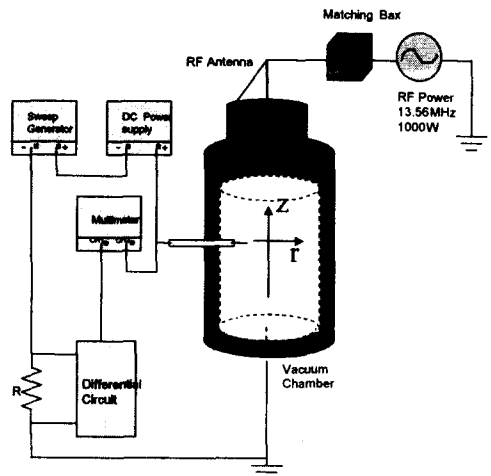 Matching Bax
RF Antenna
RF Power
13.56MHz
1000W
Sweep
Generator
- +
DC Power
supply
- +
Multimeter
z
r
Vacuum
Chamber
R
Differential
Circuit